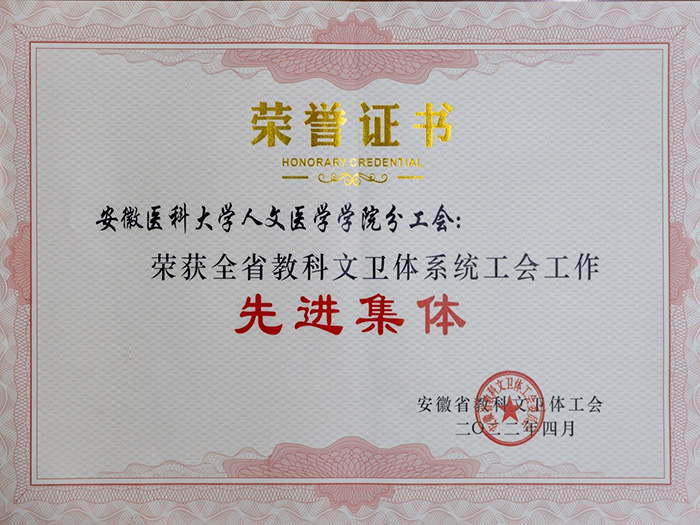 荣誉证书
HONORARY CREDENTIAL
安徽医科大学人文医学学院分工会：
荣获全省教科文卫体系统工会工作
先进集体
安徽省教科文卫体工会
二〇二二年四月